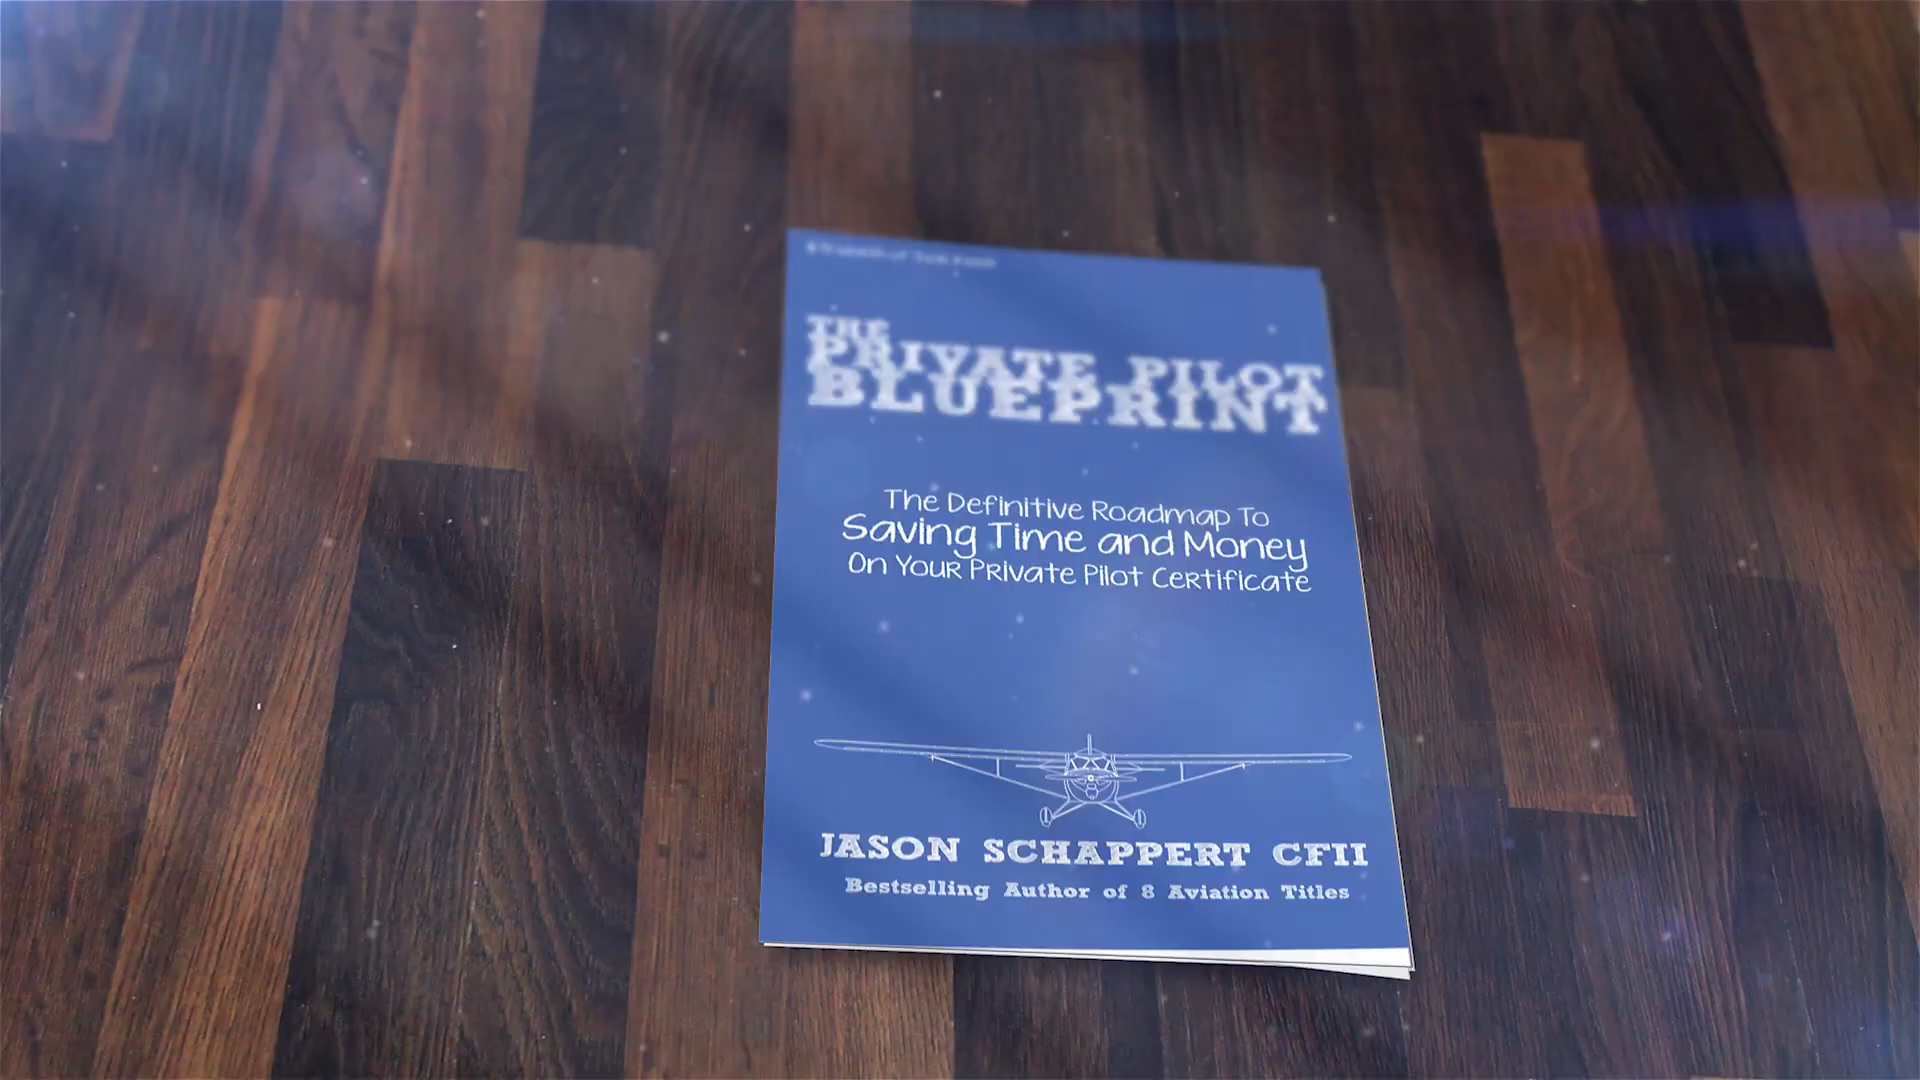 THE
PRIVATE PILOT
BLUEPRINT
The Definitive Roadmap To
Saving Time and Money
On Your Private Pilot Certificate
JASON SCHAPPERT CFII
Bestselling Author of 8 Aviation Titles